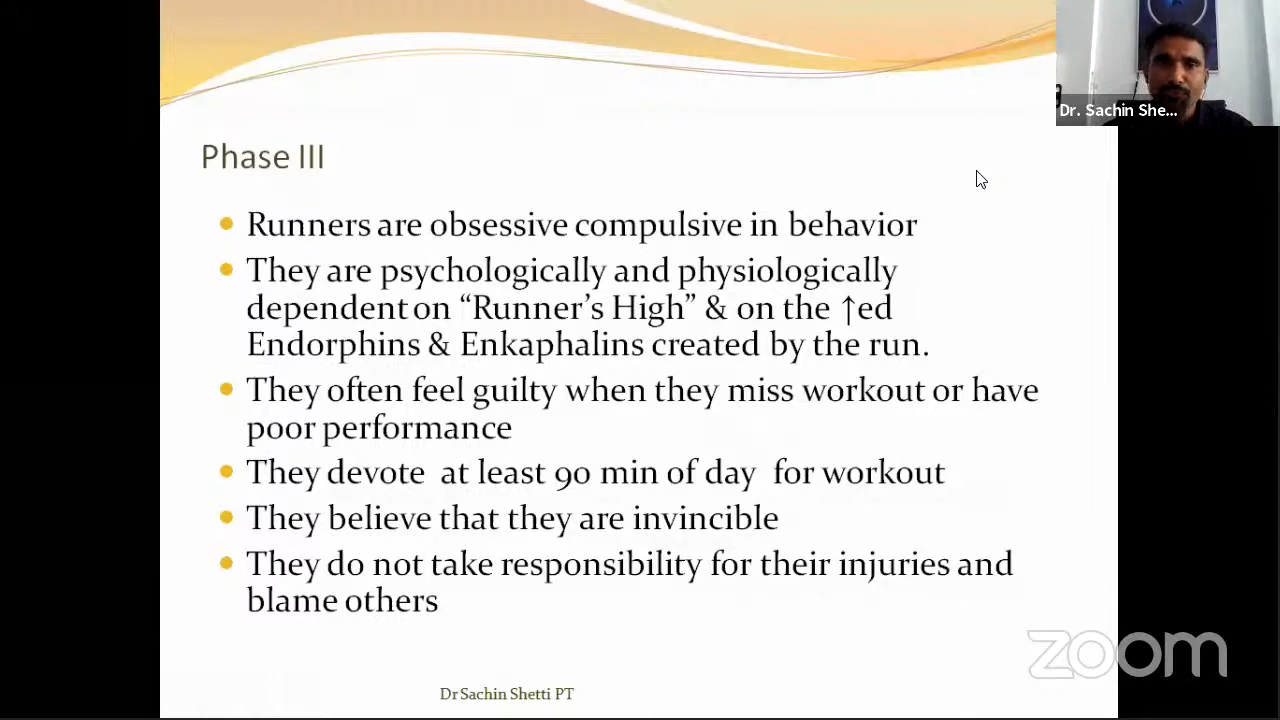 Dr. Sachin She...
Phase III
Runners are obsessive compulsive in behavior
They are psychologically and physiologically
dependent on “Runner’s High” & on the ↑ed
Endorphins & Enkaphalins created by the run.
They often feel guilty when they miss workout or have
poor performance
They devote at least 90 min of day for workout
They believe that they are invincible
They do not take responsibility for their injuries and
blame others
zoom
Dr Sachin Shetti PT